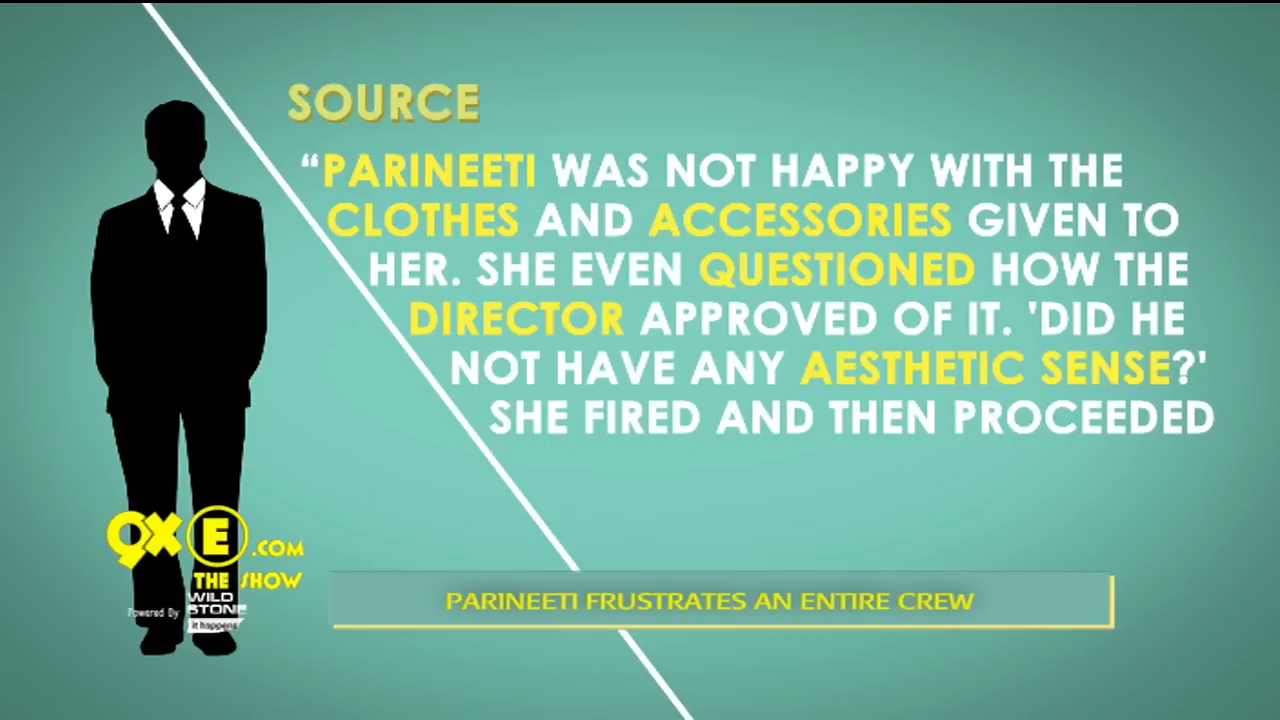 SOURCE
“PARINEETI WAS NOT HAPPY WITH THE
CLOTHES AND ACCESSORIES GIVEN TO
HER. SHE EVEN QUESTIONED HOW THE
DIRECTOR APPROVED OF IT. 'DID HE
NOT HAVE ANY AESTHETIC SENSE?'
SHE FIRED AND THEN PROCEEDED
9X E .COM
THE SHOW
Powered By
WILD
STONE
it happens
PARINEETI FRUSTRATES AN ENTIRE CREW